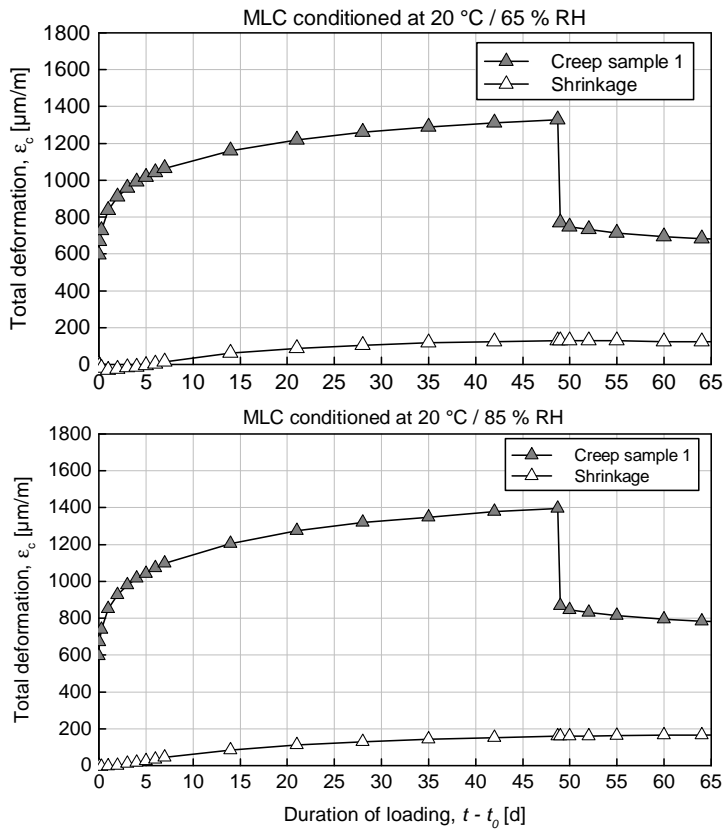 MLC conditioned at 20 °C / 65 % RH
Total deformation, εc [µm/m]
1800
1600
1400
1200
1000
800
600
400
200
0
Creep sample 1
Shrinkage
0 5 10 15 20 25 30 35 40 45 50 55 60 65
MLC conditioned at 20 °C / 85 % RH
Total deformation, εc [µm/m]
1800
1600
1400
1200
1000
800
600
400
200
0
Creep sample 1
Shrinkage
0 5 10 15 20 25 30 35 40 45 50 55 60 65
Duration of loading, t - t0 [d]